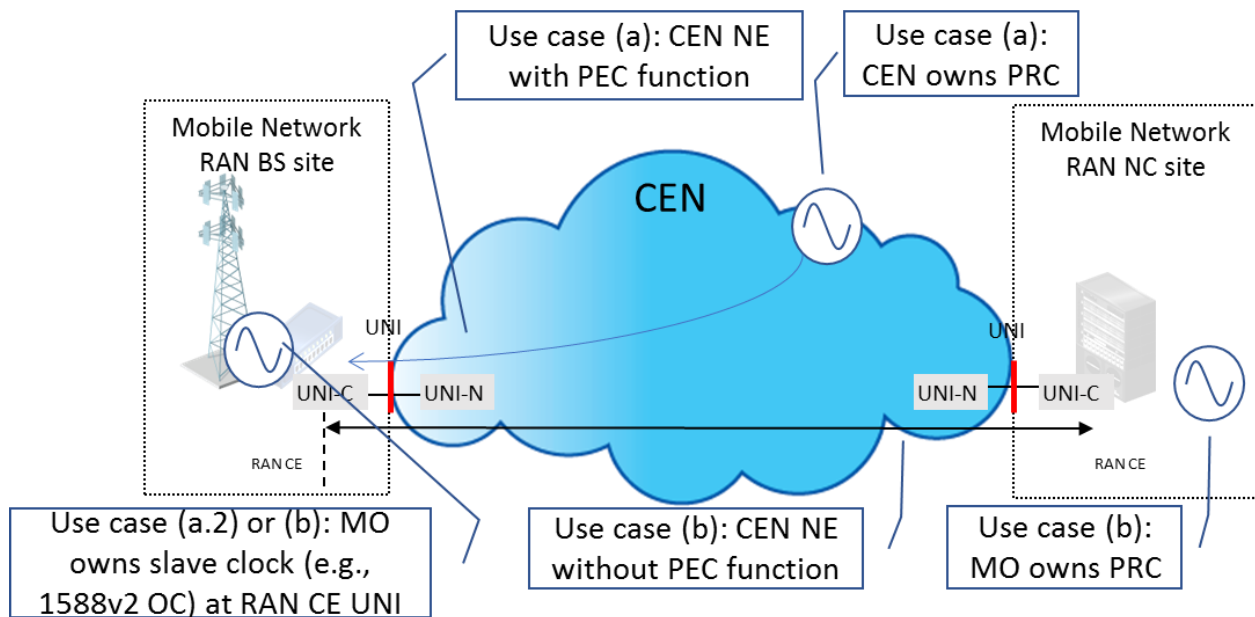 Use case (a): CEN NE
with PEC function
Use case (a):
CEN owns PRC
Mobile Network
RAN BS site
Mobile Network
RAN NC site
CEN
UNI
UNI
UNI-C
UNI-N
UNI-N
UNI-C
RAN CE
RAN CE
Use case (a.2) or (b): MO
owns slave clock (e.g.,
1588v2 OC) at RAN CE UNI
Use case (b): CEN NE
without PEC function
Use case (b):
MO owns PRC